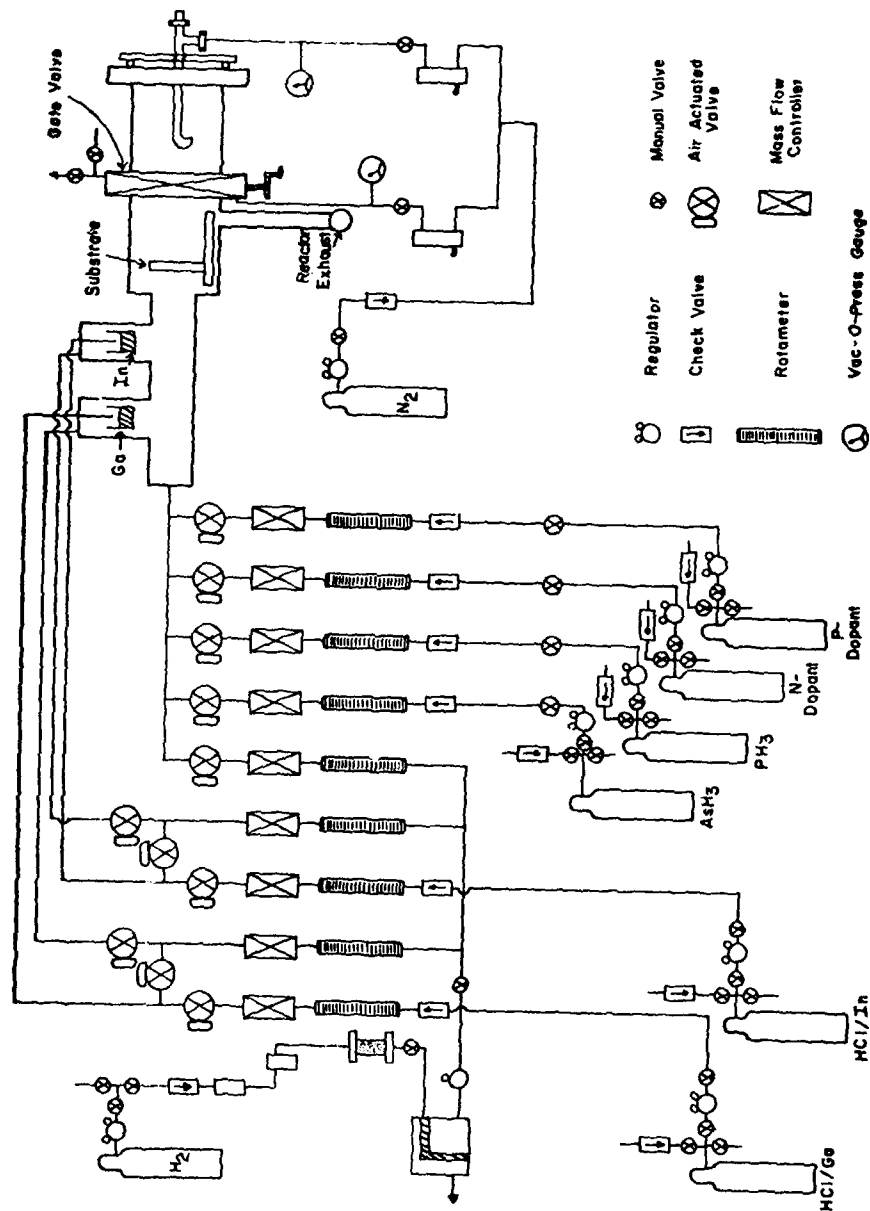 Gate Valve
Substrate
In
Ga
Reactor
Exhaust
N2
H2
HCl/Ga
HCl/In
AsH3
PH3
N-
Dopant
P-
Dopant
Regulator
Manual Valve
Check Valve
Air Actuated
Valve
Rotameter
Mass Flow
Controller
Vac-O-Press Gauge